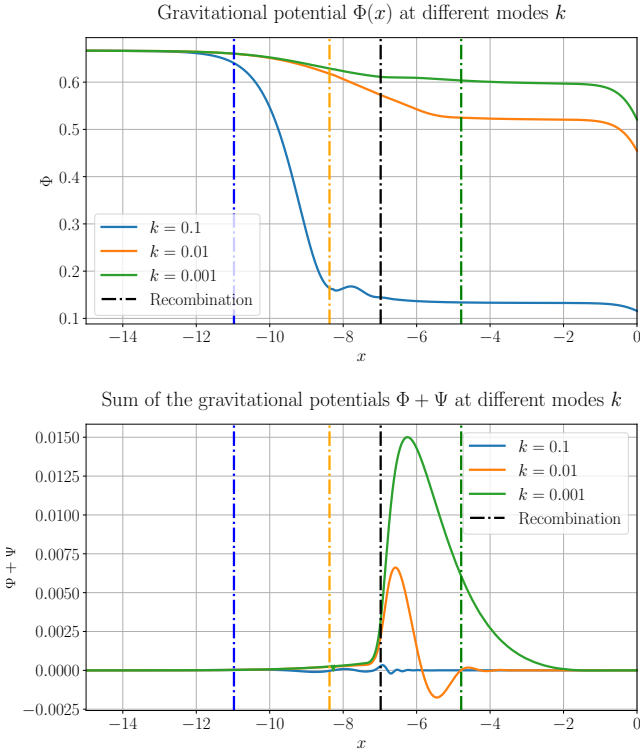 Gravitational potential Φ(x) at different modes k
0.6
0.5
0.4
0.3
0.2
0.1
Φ
k = 0.1
k = 0.01
k = 0.001
Recombination
−14
−12
−10
−8
−6
−4
−2
0
x
Sum of the gravitational potentials Φ + Ψ at different modes k
0.0150
0.0125
0.0100
0.0075
0.0050
0.0025
0.0000
−0.0025
Φ + Ψ
k = 0.1
k = 0.01
k = 0.001
Recombination
−14
−12
−10
−8
−6
−4
−2
0
x